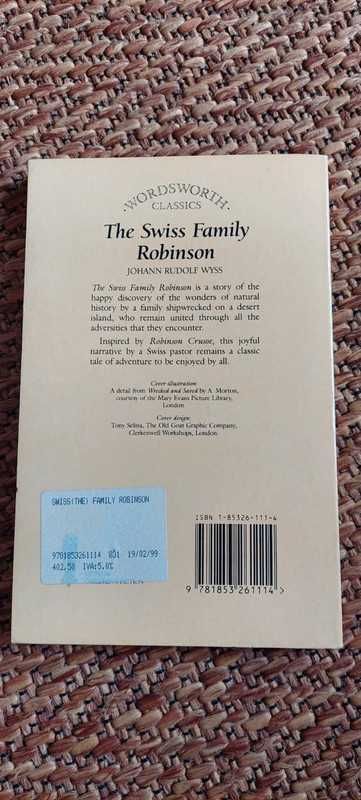 ·WORDSWORTH·
CLASSICS
The Swiss Family
Robinson
JOHANN RUDOLF WYSS
The Swiss Family Robinson is a story of the
happy discovery of the wonders of natural
history by a family shipwrecked on a desert
island, who remain united through all the
adversities that they encounter.
Inspired by Robinson Crusoe, this joyful
narrative by a Swiss pastor remains a classic
tale of adventure to be enjoyed by all.
Cover illustration:
A detail from Wrecked and Saved by A. Morton,
courtesy of the Mary Evans Picture Library,
London
Cover design:
Tony Selina, The Old Goat Graphic Company,
Clerkenwell Workshops, London
SWISS(THE) FAMILY ROBINSON
9781853261114 031 19/02/99
402.50 IVA:5.0%
ISBN 1-85326-111-4
9 781853 261114 >